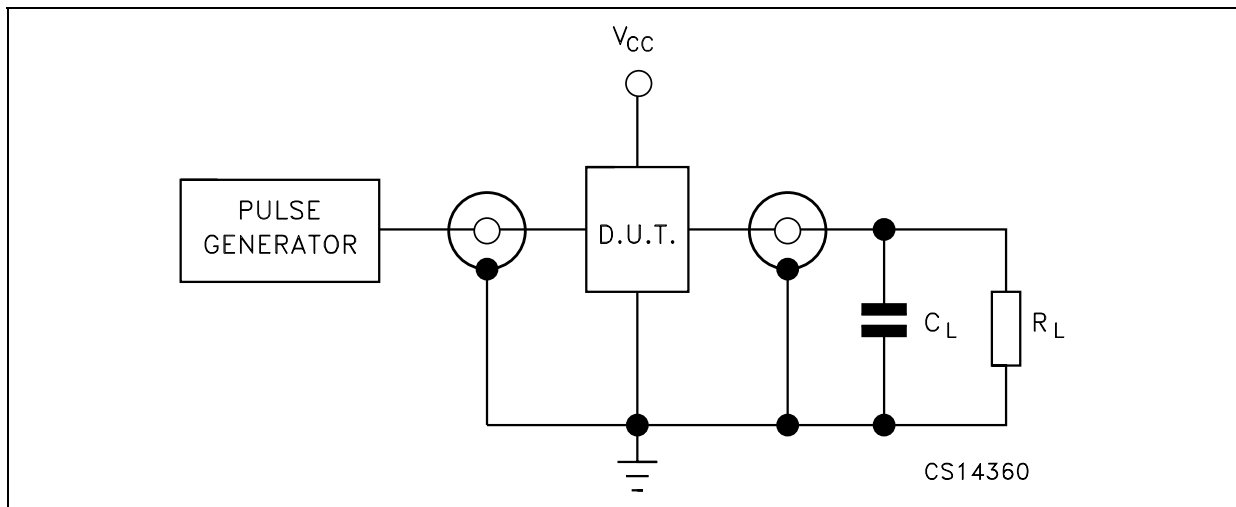 VCC
PULSE
GENERATOR
D.U.T.
CL
RL
CS14360